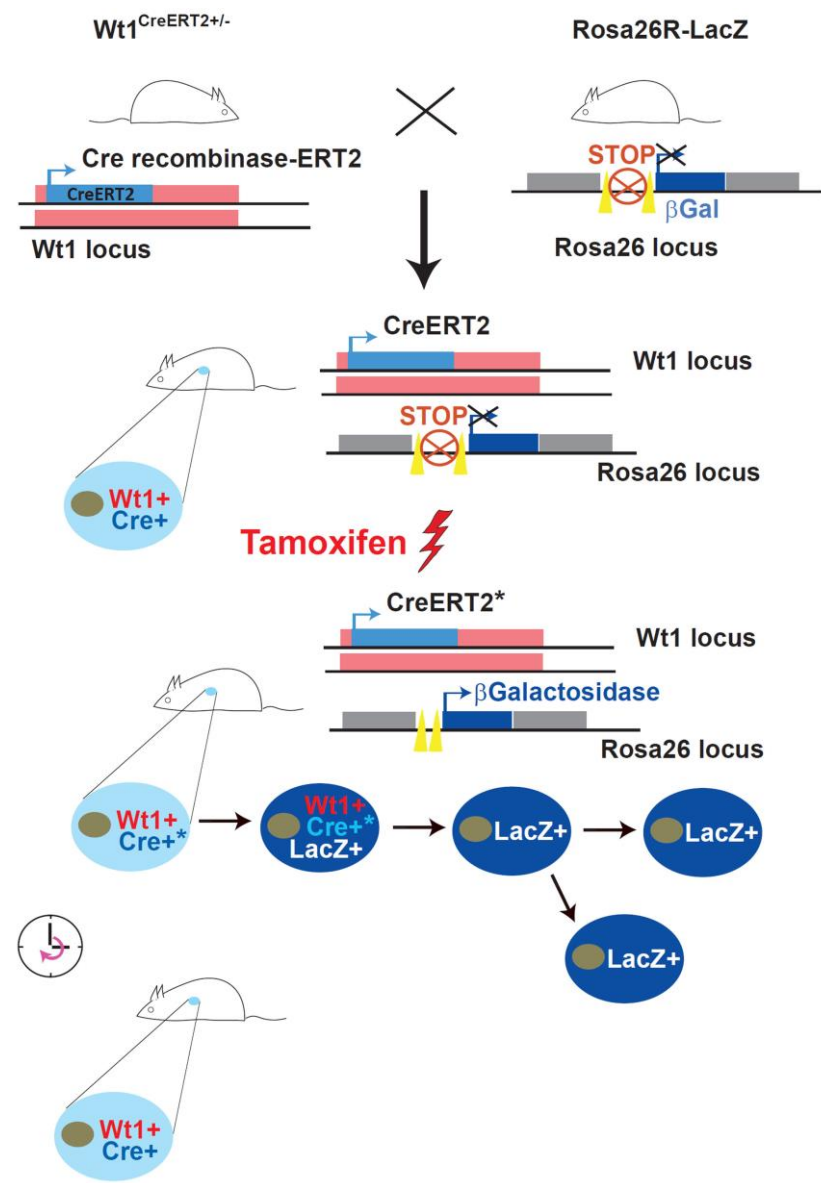 Wt1CreERT2+/-
Rosa26R-LacZ
Cre recombinase-ERT2
CreERT2
Wt1 locus
STOP
βGal
Rosa26 locus
CreERT2
Wt1 locus
STOP
Rosa26 locus
Wt1+
Cre+
Tamoxifen
CreERT2*
Wt1 locus
βGalactosidase
Rosa26 locus
Wt1+
Cre+*
Wt1+
Cre+*
LacZ+
LacZ+
LacZ+
LacZ+
Wt1+
Cre+